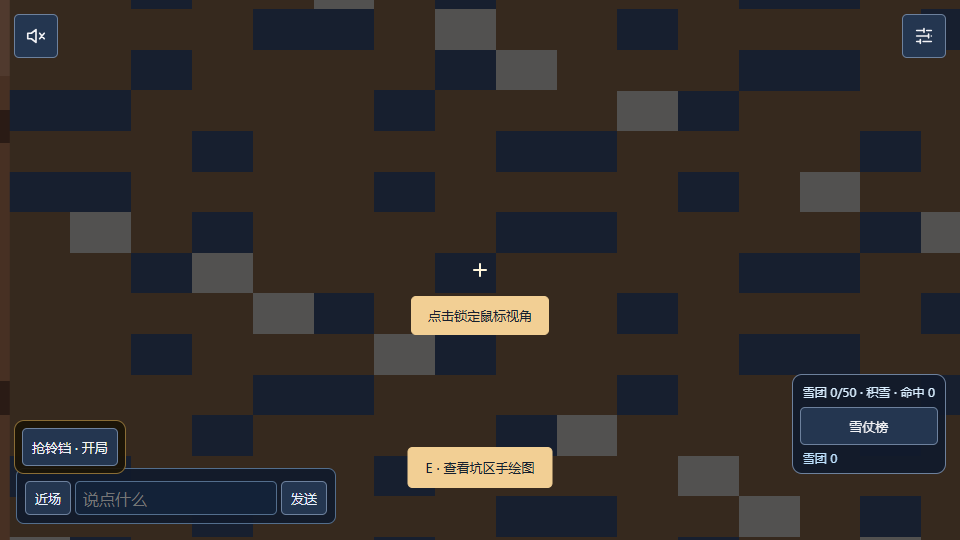 点击锁定鼠标视角
雪团 0/50 · 积雪 · 命中 0
雪仗榜
雪团 0
抢铃铛 · 开局
E · 查看坑区手绘图
近场
说点什么
发送